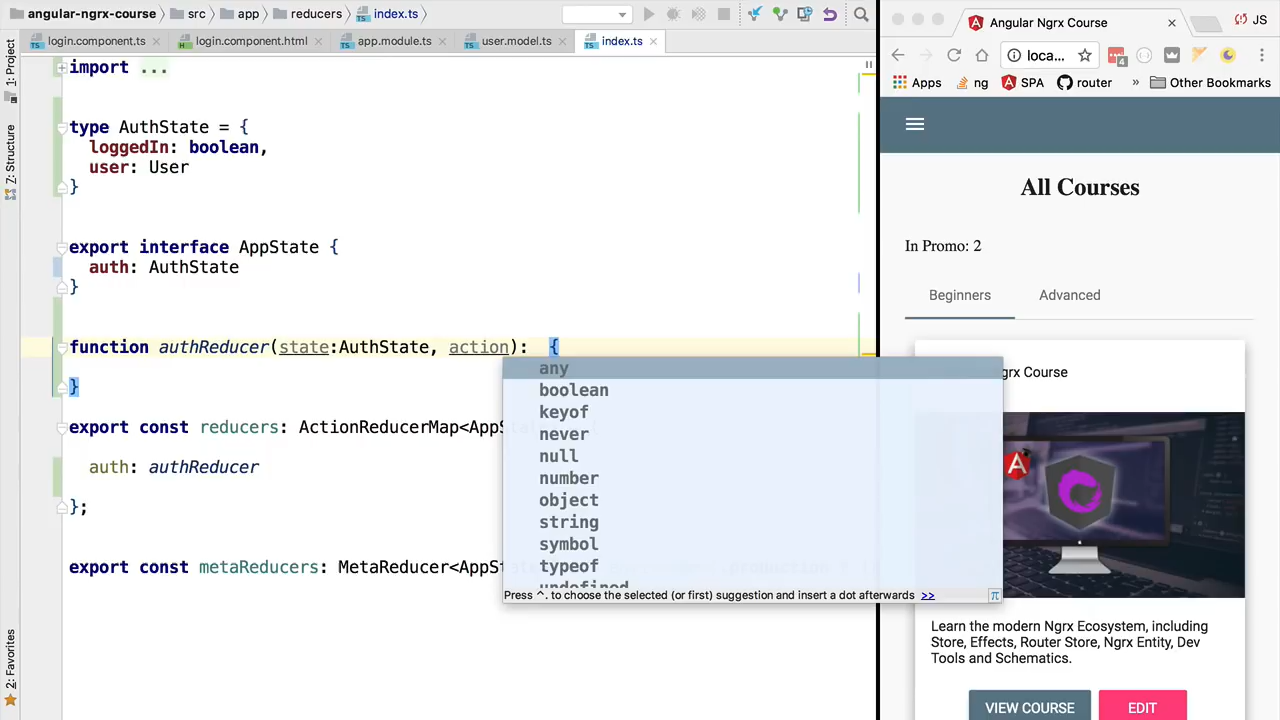 angular-ngrx-course
src
app
reducers
index.ts
login.component.ts
login.component.html
app.module.ts
user.model.ts
index.ts
1: Project
Z: Structure
2: Favorites
import ...
type AuthState = {
loggedIn: boolean,
user: User
}
export interface AppState {
auth: AuthState
}
function authReducer(state:AuthState, action): {
}
export const reducers: ActionReducerMap<AppS
auth: authReducer
};
export const metaReducers: MetaReducer<AppS
any
boolean
keyof
never
null
number
object
string
symbol
typeof
undefined
Press ^. to choose the selected (or first) suggestion and insert a dot afterwards >>
π
Angular Ngrx Course
JS
loca...
4
Apps
ng
SPA
router
»
Other Bookmarks
All Courses
In Promo: 2
Beginners
Advanced
ngrx Course
Learn the modern Ngrx Ecosystem, including
Store, Effects, Router Store, Ngrx Entity, Dev
Tools and Schematics.
VIEW COURSE
EDIT